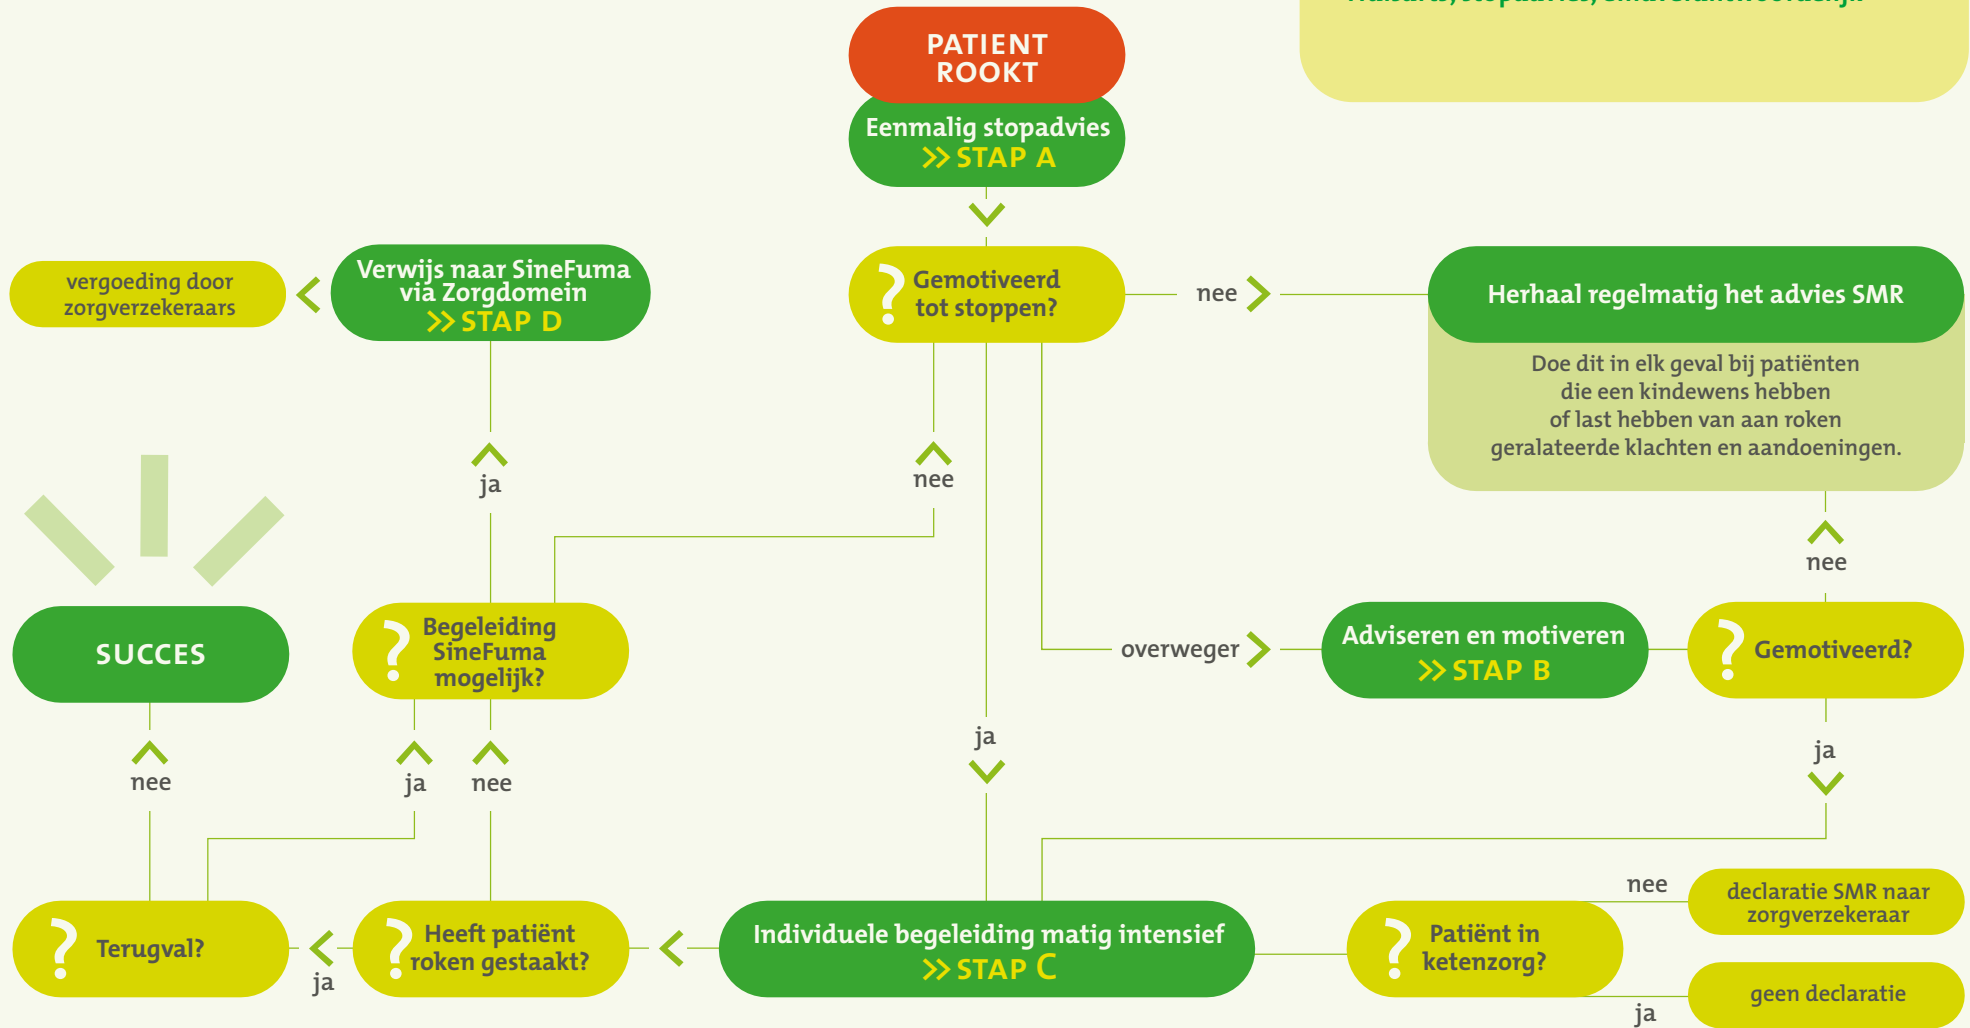 PATIENT
ROOKT
Eenmalig stopadvies
>> STAP A
vergoeding door
zorgverzekeraars
Verwijs naar SineFuma
via Zorgdomein
>> STAP D
? Gemotiveerd
tot stoppen?
nee
Herhaal regelmatig het advies SMR
Doe dit in elk geval bij patiënten
die een kindewens hebben
of last hebben van aan roken
geralateerde klachten en aandoeningen.
ja
nee
nee
SUCCES
? Begeleiding
SineFuma
mogelijk?
overweger
Adviseren en motiveren
>> STAP B
? Gemotiveerd?
nee
ja
nee
ja
ja
? Terugval?
ja
? Heeft patiënt
roken gestaakt?
Individuele begeleiding matig intensief
>> STAP C
? Patiënt in
ketenzorg?
nee
declaratie SMR naar
zorgverzekeraar
ja
geen declaratie